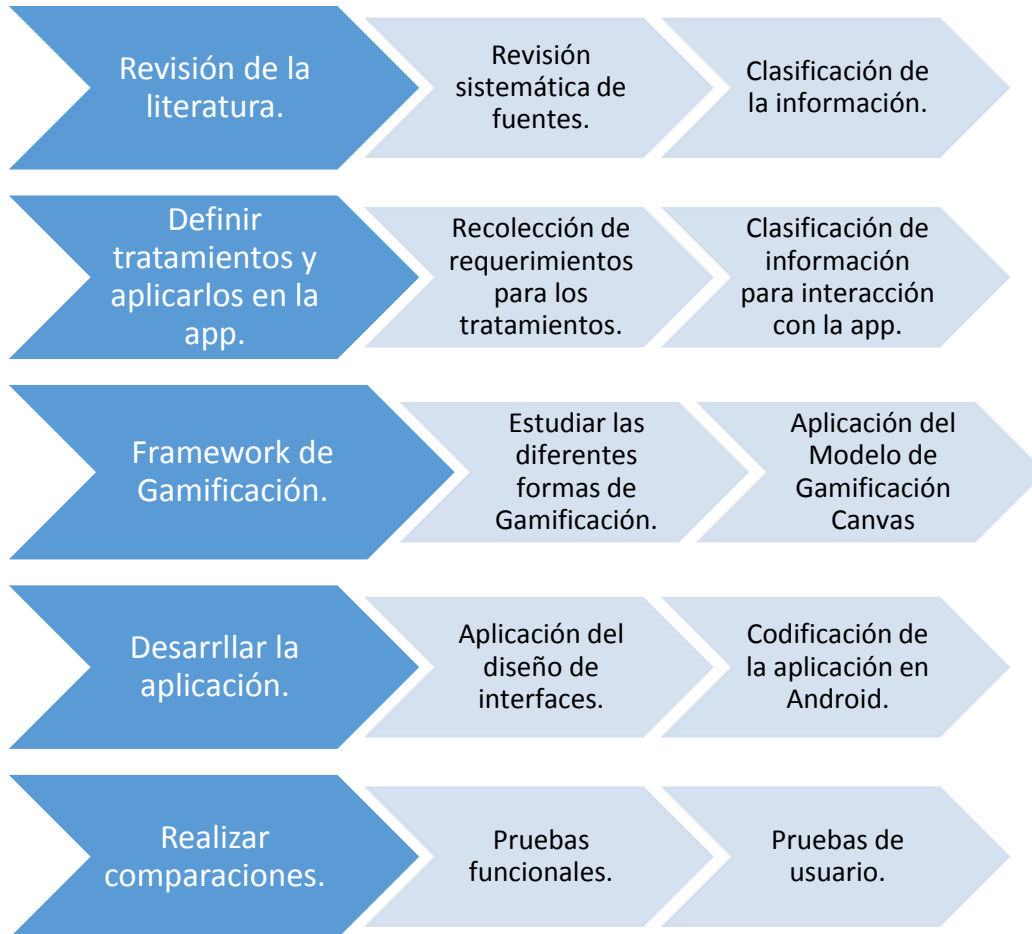 Revisión de la
literatura.
Revisión
sistemática de
fuentes.
Clasificación de
la información.
Definir
tratamientos y
aplicarlos en la
app.
Recolección de
requerimientos
para los
tratamientos.
Clasificación de
información
para interacción
con la app.
Framework de
Gamificación.
Estudiar las
diferentes
formas de
Gamificación.
Aplicación del
Modelo de
Gamificación
Canvas
Desarrllar la
aplicación.
Aplicación del
diseño de
interfaces.
Codificación de
la aplicación en
Android.
Realizar
comparaciones.
Pruebas
funcionales.
Pruebas de
usuario.